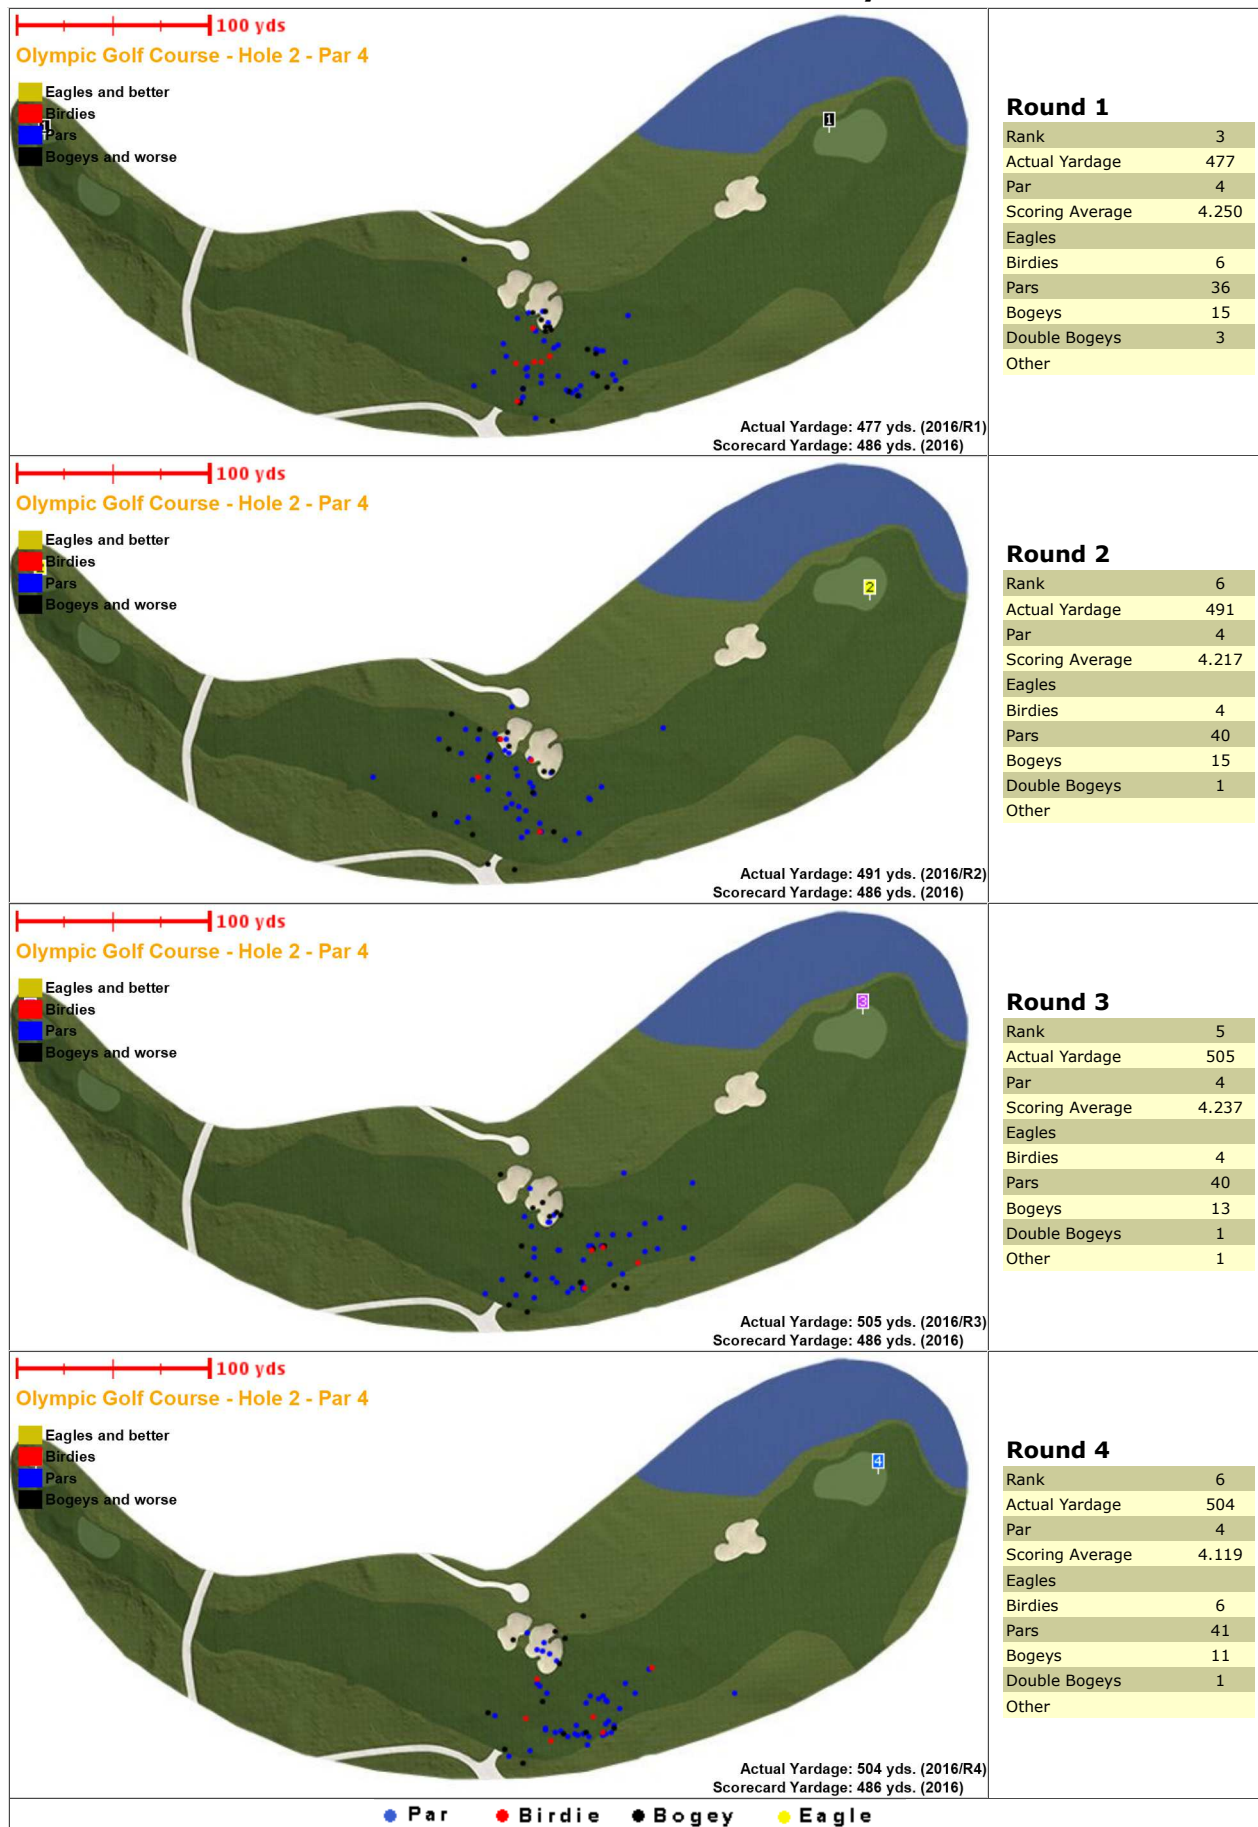 100 yds
Olympic Golf Course - Hole 2 - Par 4
Eagles and better
Birdies
Pars
Bogeys and worse
1
1
Actual Yardage: 477 yds. (2016/R1)
Scorecard Yardage: 486 yds. (2016)
Round 1
Rank 3
Actual Yardage 477
Par 4
Scoring Average 4.250
Eagles
Birdies 6
Pars 36
Bogeys 15
Double Bogeys 3
Other
100 yds
Olympic Golf Course - Hole 2 - Par 4
Eagles and better
Birdies
Pars
Bogeys and worse
2
Actual Yardage: 491 yds. (2016/R2)
Scorecard Yardage: 486 yds. (2016)
Round 2
Rank 6
Actual Yardage 491
Par 4
Scoring Average 4.217
Eagles
Birdies 4
Pars 40
Bogeys 15
Double Bogeys 1
Other
100 yds
Olympic Golf Course - Hole 2 - Par 4
Eagles and better
Birdies
Pars
Bogeys and worse
3
Actual Yardage: 505 yds. (2016/R3)
Scorecard Yardage: 486 yds. (2016)
Round 3
Rank 5
Actual Yardage 505
Par 4
Scoring Average 4.237
Eagles
Birdies 4
Pars 40
Bogeys 13
Double Bogeys 1
Other 1
100 yds
Olympic Golf Course - Hole 2 - Par 4
Eagles and better
Birdies
Pars
Bogeys and worse
4
Actual Yardage: 504 yds. (2016/R4)
Scorecard Yardage: 486 yds. (2016)
Round 4
Rank 6
Actual Yardage 504
Par 4
Scoring Average 4.119
Eagles
Birdies 6
Pars 41
Bogeys 11
Double Bogeys 1
Other
Par Birdie Bogey Eagle